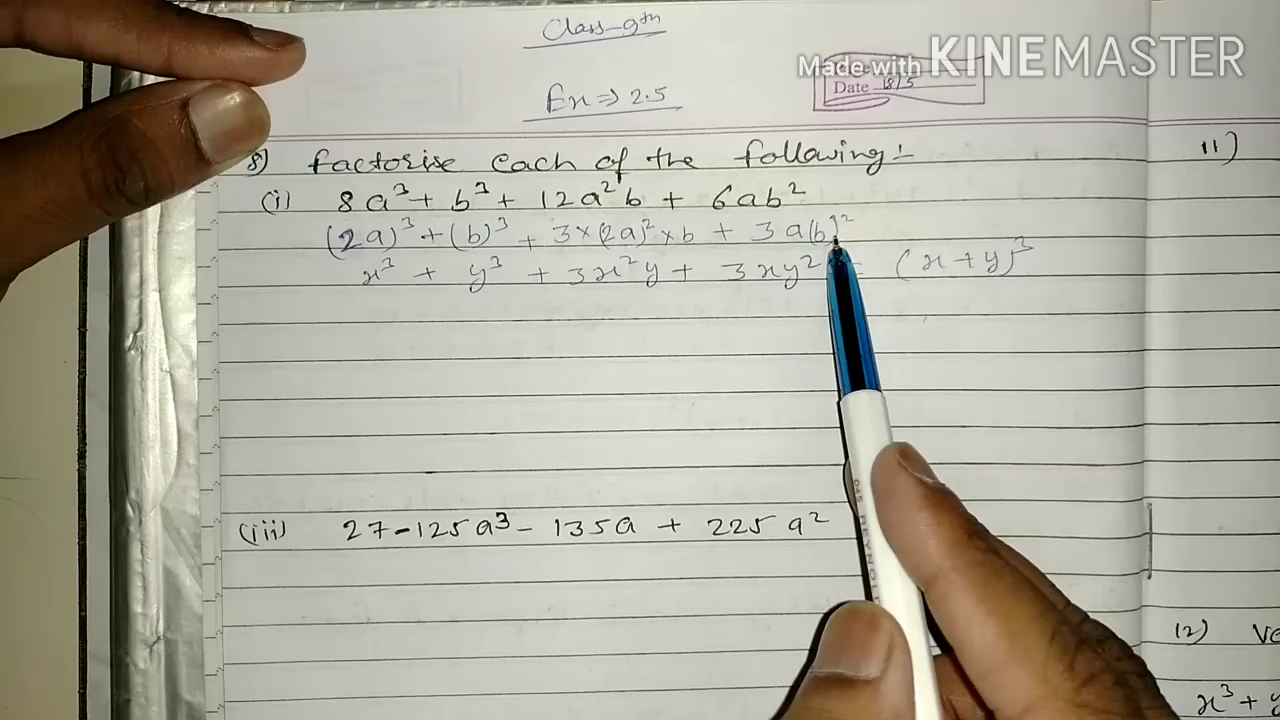 Class-9th
Made with KINEMASTER
Date 18/5
Ex => 2.5
8) factorise each of the following:-
11)
(i) 8a³ + b³ + 12a²b + 6ab²
(2a)³ + (b)³ + 3×(2a)²×b + 3a(b)²
x³ + y³ + 3x²y + 3xy² (x+y)³
(iii) 27-125a³ - 135a + 225a²
12) Ve
x³ + y